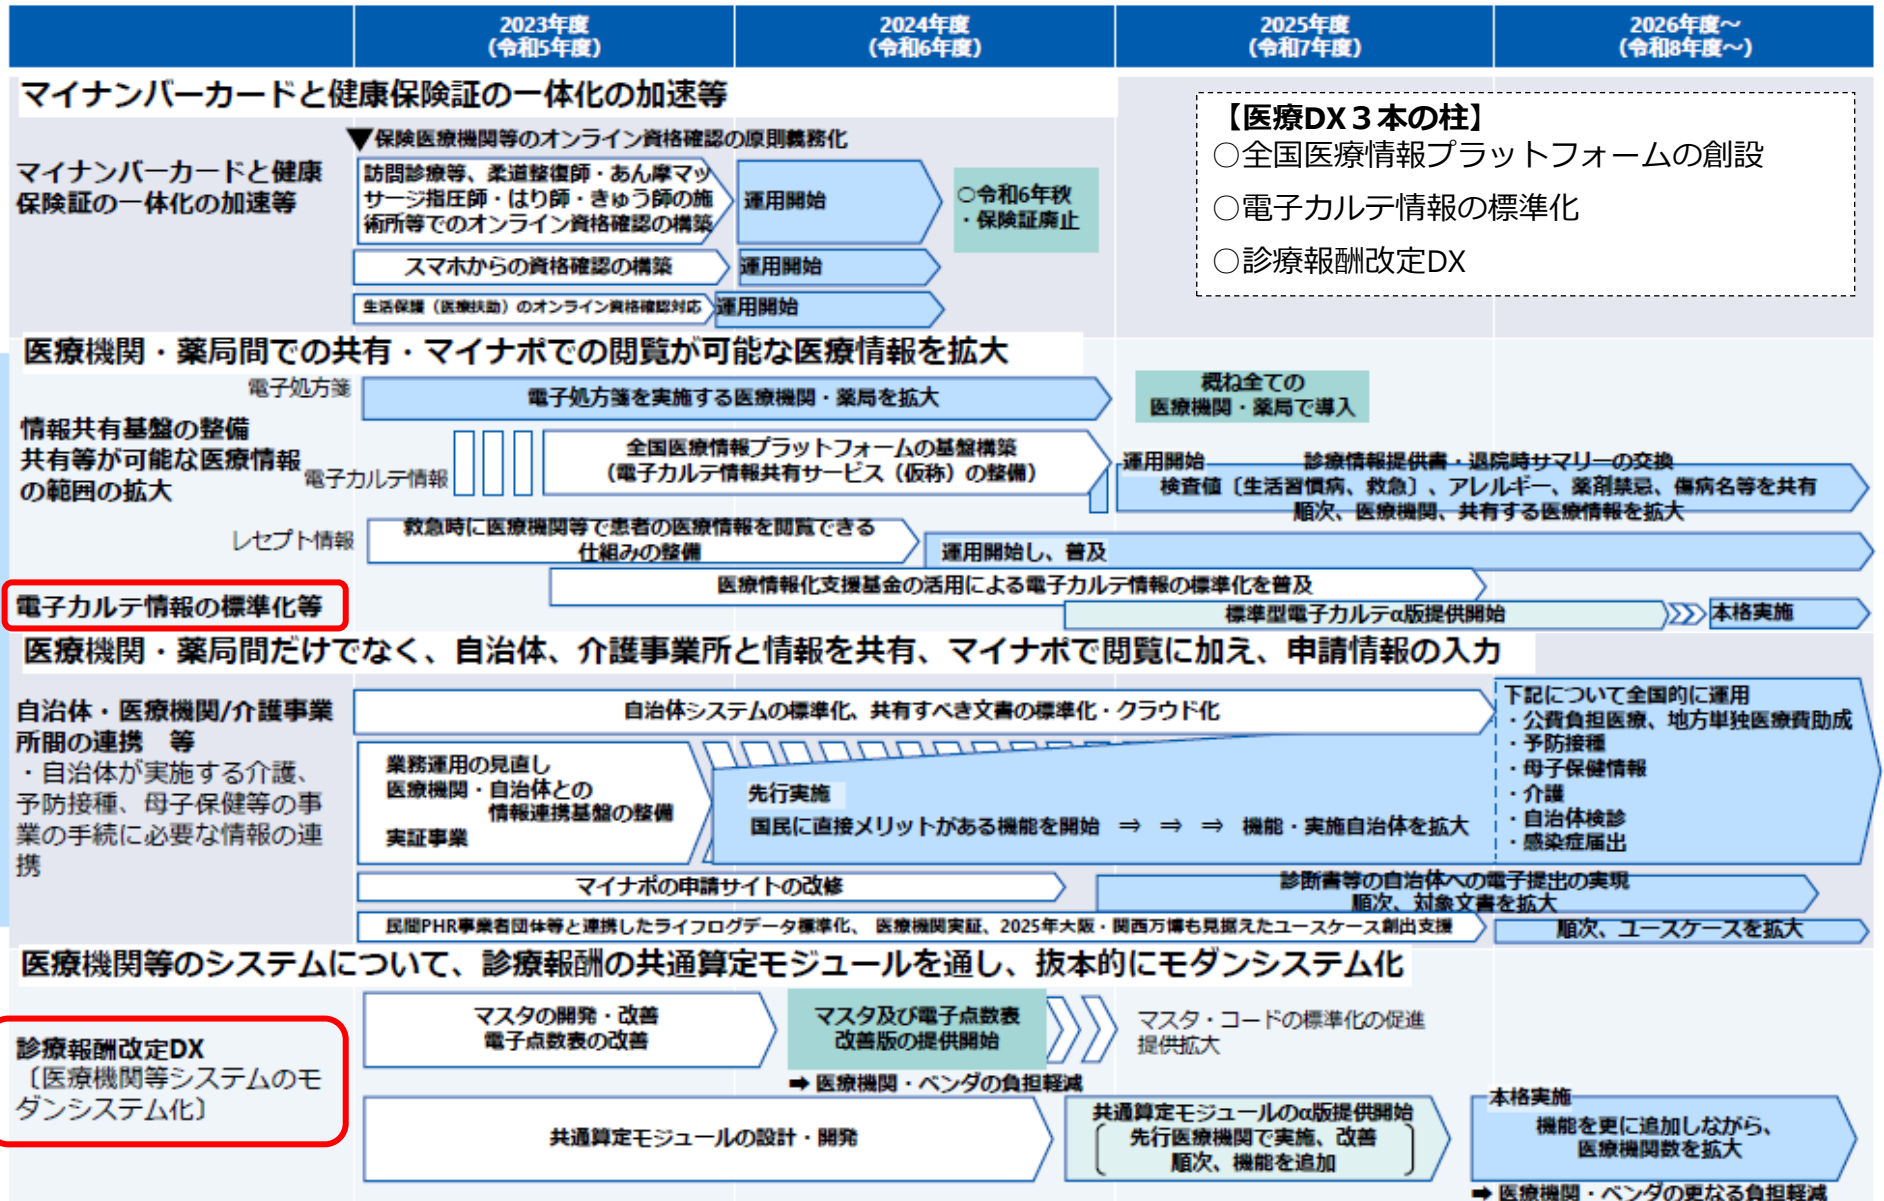 2023年度
(令和5年度)
2024年度
(令和6年度)
2025年度
(令和7年度)
2026年度～
(令和8年度～)
マイナンバーカードと健康保険証の一体化の加速等
【医療DX３本の柱】
○全国医療情報プラットフォームの創設
○電子カルテ情報の標準化
○診療報酬改定DX
▼保険医療機関等のオンライン資格確認の原則義務化
マイナンバーカードと健康
保険証の一体化の加速等
訪問診療等、柔道整復師・あん摩マッ
サージ指圧師・はり師・きゅう師の施
術所等でのオンライン資格確認の構築
運用開始
○令和6年秋
・保険証廃止
スマホからの資格確認の構築
運用開始
生活保護（医療扶助）のオンライン資格確認対応
運用開始
医療機関・薬局間での共有・マイナポでの閲覧が可能な医療情報を拡大
電子処方箋
電子処方箋を実施する医療機関・薬局を拡大
概ね全ての
医療機関・薬局で導入
情報共有基盤の整備
共有等が可能な医療情報
の範囲の拡大
電子カルテ情報
全国医療情報プラットフォームの基盤構築
（電子カルテ情報共有サービス（仮称）の整備）
運用開始
診療情報提供書・退院時サマリーの交換
検査値〔生活習慣病、救急〕、アレルギー、薬剤禁忌、傷病名等を共有
順次、医療機関、共有する医療情報を拡大
レセプト情報
救急時に医療機関等で患者の医療情報を閲覧できる
仕組みの整備
運用開始し、普及
医療情報化支援基金の活用による電子カルテ情報の標準化を普及
電子カルテ情報の標準化等
標準型電子カルテα版提供開始
本格実施
医療機関・薬局間だけでなく、自治体、介護事業所と情報を共有、マイナポで閲覧に加え、申請情報の入力
自治体・医療機関/介護事業
所間の連携　等
・自治体が実施する介護、
予防接種、母子保健等の事
業の手続に必要な情報の連
携
自治体システムの標準化、共有すべき文書の標準化・クラウド化
業務運用の見直し
医療機関・自治体との
情報連携基盤の整備
実証事業
先行実施
国民に直接メリットがある機能を開始　⇒　⇒　⇒　機能・実施自治体を拡大
下記について全国的に運用
・公費負担医療、地方単独医療費助成
・予防接種
・母子保健情報
・介護
・自治体検診
・感染症届出
マイナポの申請サイトの改修
診断書等の自治体への電子提出の実現
順次、対象文書を拡大
民間PHR事業者団体等と連携したライフログデータ標準化、医療機関実証、2025年大阪・関西万博も見据えたユースケース創出支援
順次、ユースケースを拡大
医療機関等のシステムについて、診療報酬の共通算定モジュールを通し、抜本的にモダンシステム化
診療報酬改定DX
〔医療機関等システムのモ
ダンシステム化〕
マスタの開発・改善
電子点数表の改善
マスタ及び電子点数表
改善版の提供開始
マスタ・コードの標準化の促進
提供拡大
➡ 医療機関・ベンダの負担軽減
共通算定モジュールの設計・開発
共通算定モジュールのα版提供開始
先行医療機関で実施、改善
順次、機能を追加
本格実施
機能を更に追加しながら、
医療機関数を拡大
➡ 医療機関・ベンダの更なる負担軽減